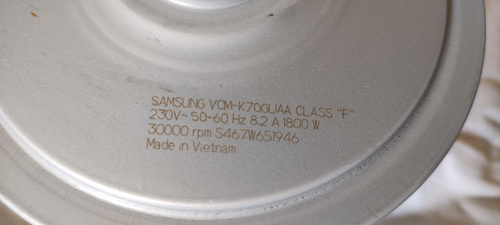 SAMSUNG VCM-K70GUAA CLASS "F"
230V~ 50-60 Hz 8.2 A 1800 W
30000 rpm S467W651946
Made in Vietnam